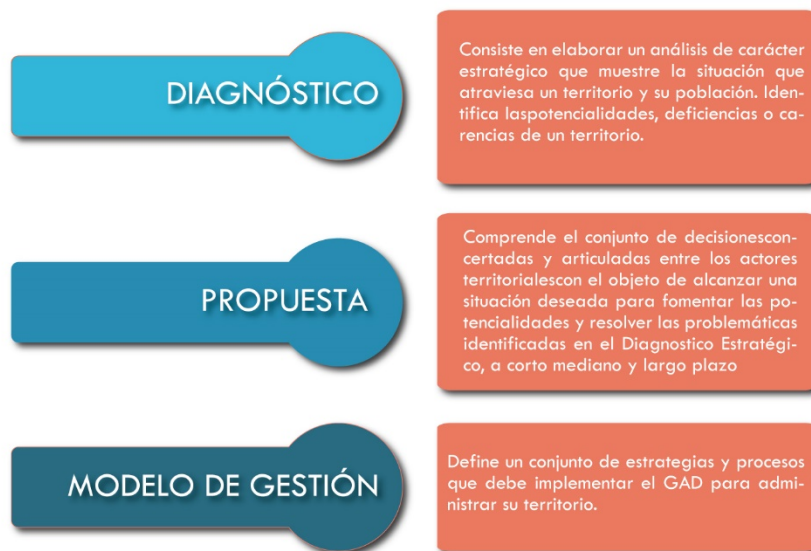 DIAGNÓSTICO
Consiste en elaborar un análisis de carácter
estratégico que muestre la situación que
atraviesa un territorio y su población. Iden-
tifica laspotencialidades, deficiencias o ca-
rencias de un territorio.
PROPUESTA
Comprende el conjunto de decisionescon-
certadas y articuladas entre los actores
territorialescon el objeto de alcanzar una
situación deseada para fomentar las po-
tencialidades y resolver las problemáticas
identificadas en el Diagnostico Estratégi-
co, a corto mediano y largo plazo
MODELO DE GESTIÓN
Define un conjunto de estrategias y procesos
que debe implementar el GAD para admi-
nistrar su territorio.